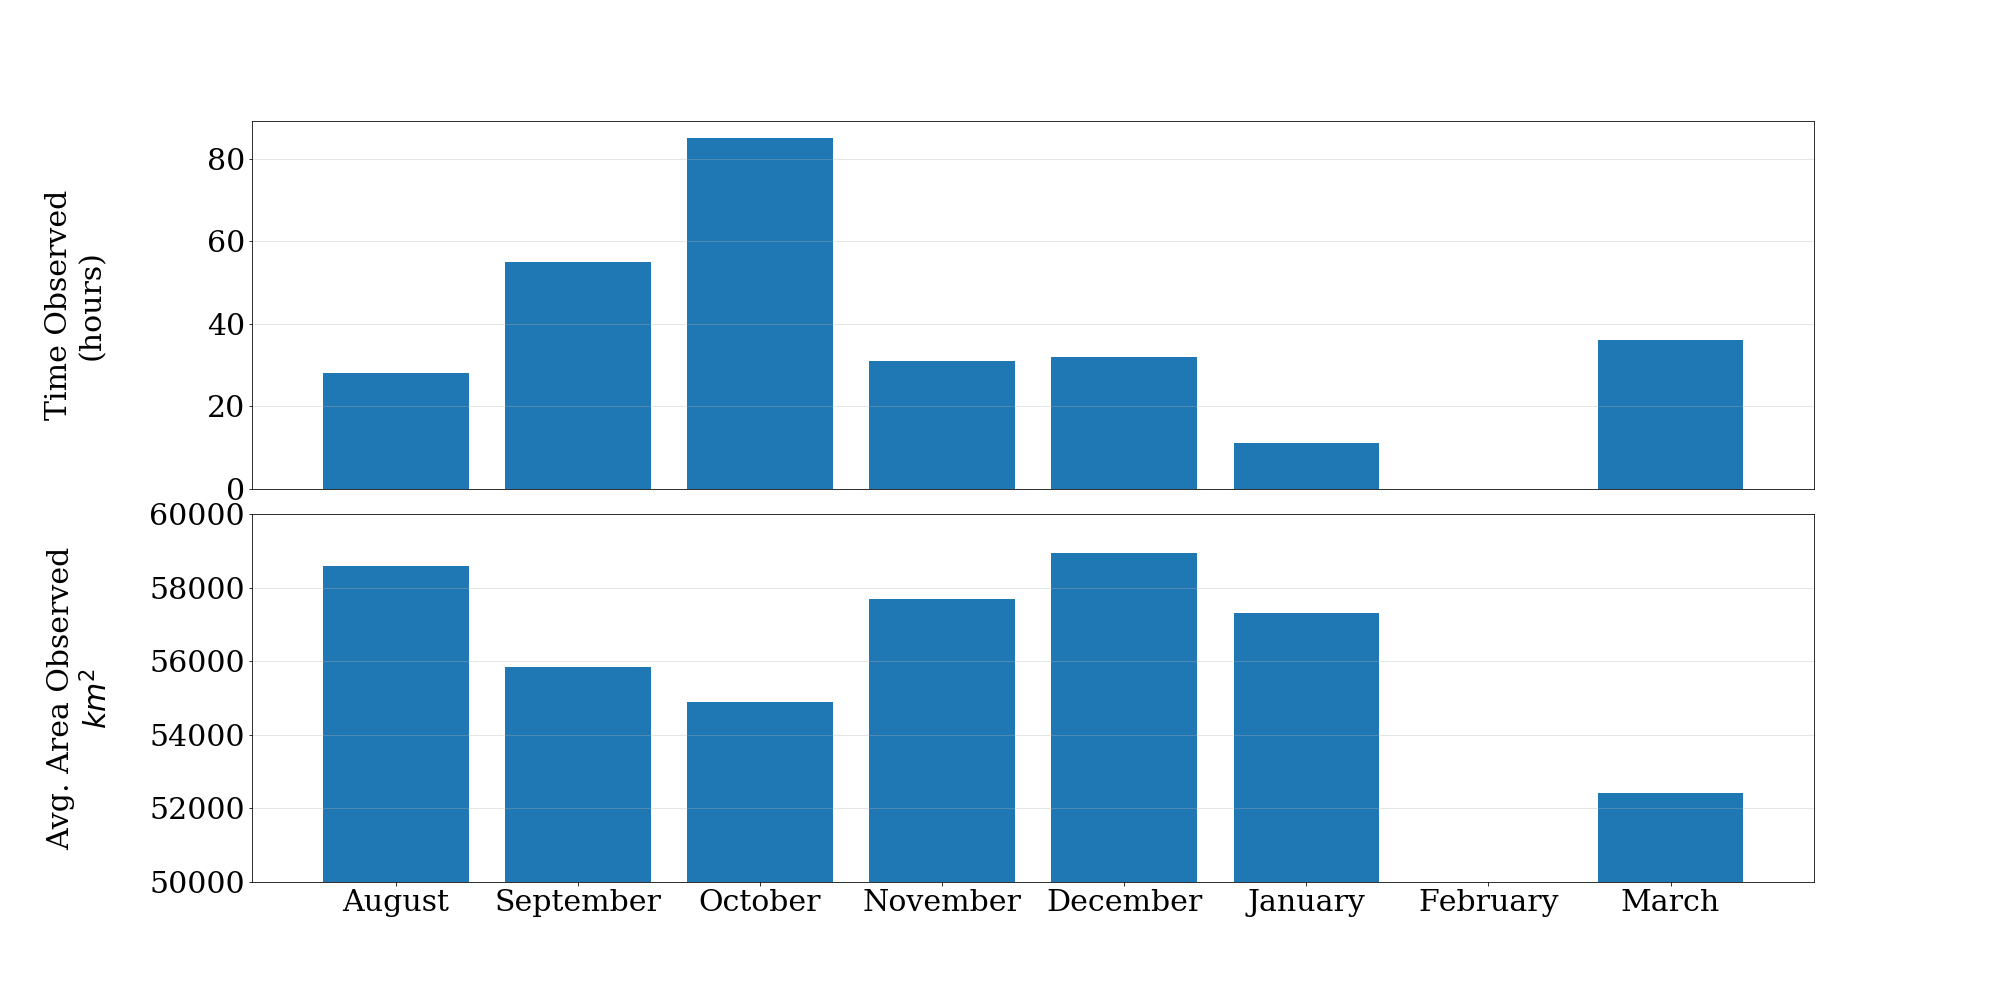 Time Observed
(hours)
80
60
40
20
0
Avg. Area Observed
km²
60000
58000
56000
54000
52000
50000
August September October November December January February March